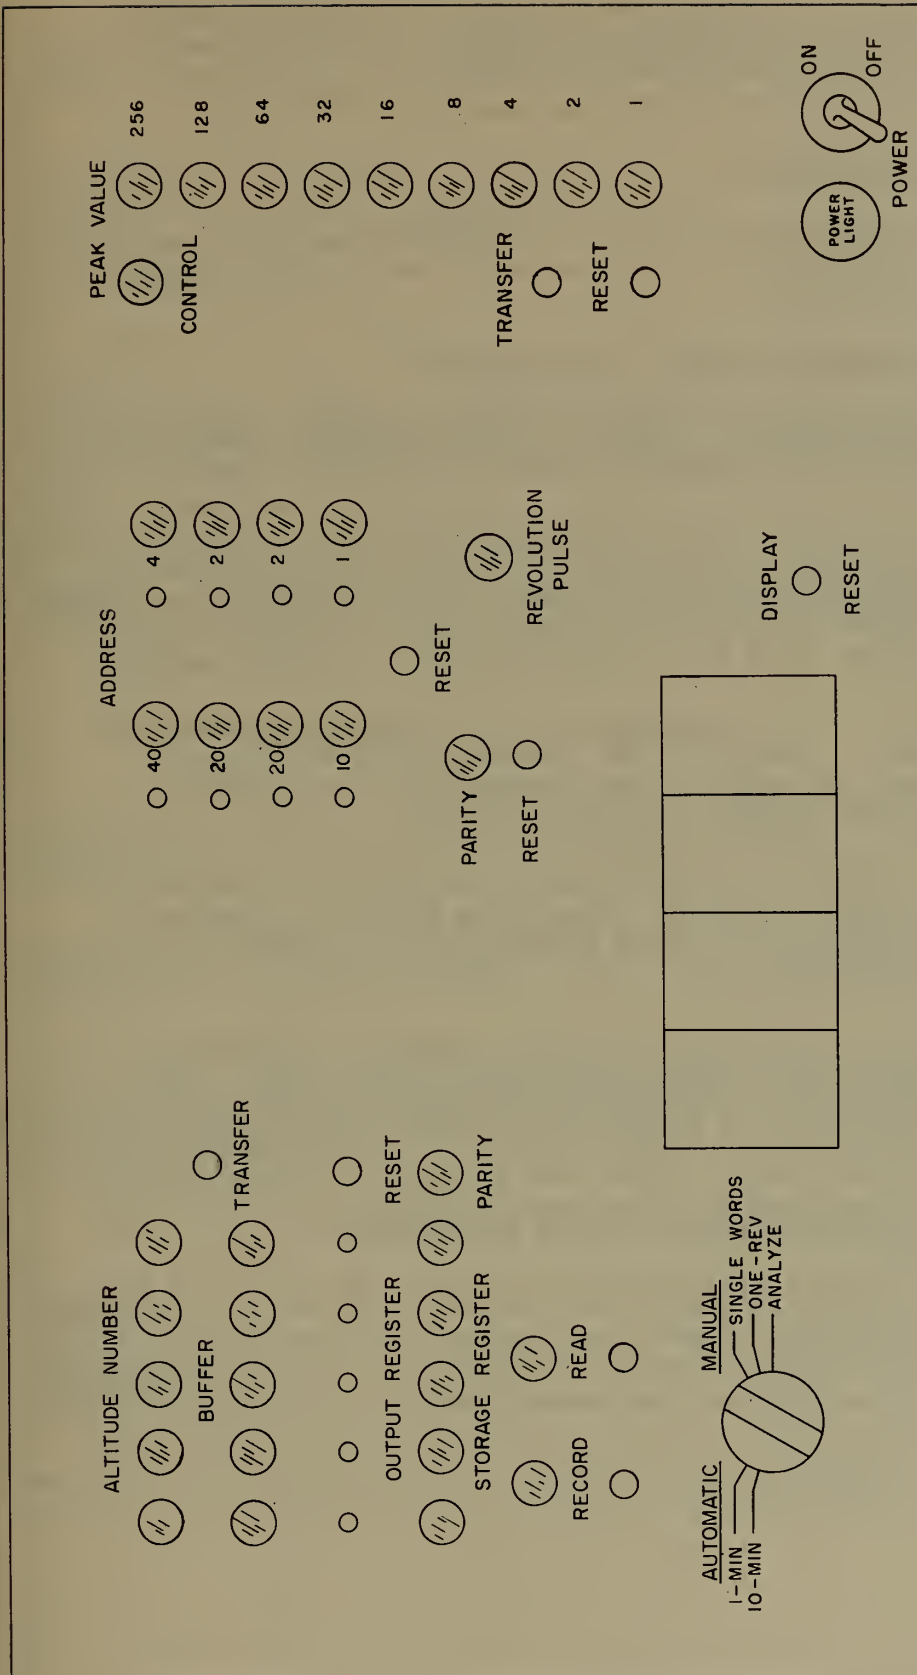 ALTITUDE NUMBER
BUFFER
TRANSFER
OUTPUT REGISTER
RESET
STORAGE REGISTER
PARITY
RECORD
READ
AUTOMATIC
1-MIN
10-MIN
MANUAL
SINGLE WORDS
ONE-REV
ANALYZE
ADDRESS
40
4
20
2
20
2
10
1
RESET
PARITY
RESET
REVOLUTION
PULSE
DISPLAY
RESET
PEAK VALUE
CONTROL
256
128
64
32
16
8
4
2
1
TRANSFER
RESET
POWER
LIGHT
ON
OFF
POWER